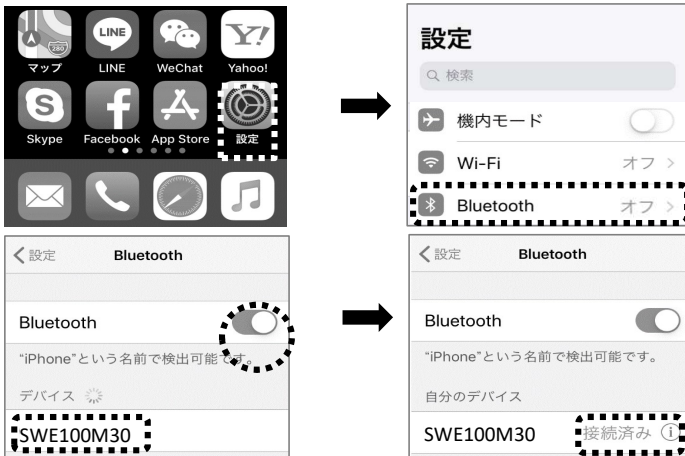 280
マップ
LINE
LINE
WeChat
Y!
Yahoo!
S
Skype
f
Facebook
App Store
設定
設定
検索
機内モード
Wi-Fi
オフ
Bluetooth
オフ
設定
Bluetooth
Bluetooth
“iPhone”という名前で検出可能です。
デバイス
SWE100M30
設定
Bluetooth
Bluetooth
“iPhone”という名前で検出可能です。
自分のデバイス
SWE100M30
接続済み